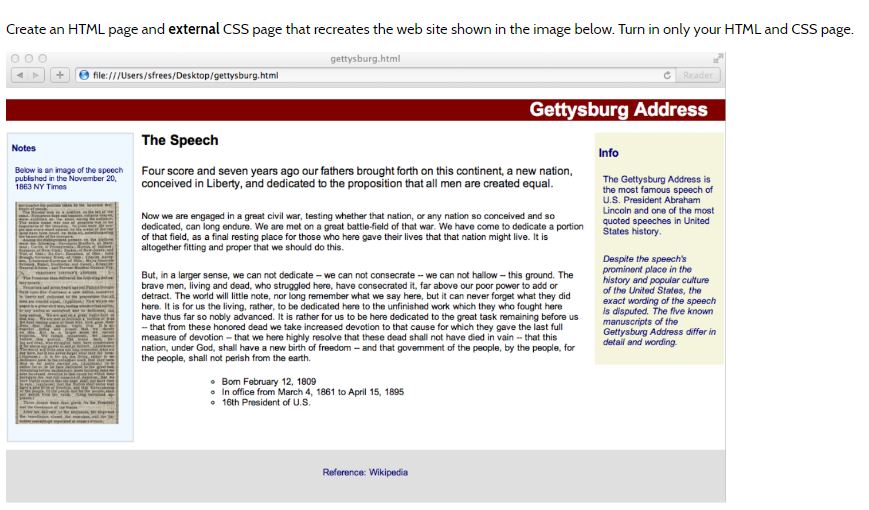 Create an HTML page and external CSS page that recreates the web site shown in the image below. Turn in only your HTML and CSS page.
gettysburg.html
file:///Users/sfrees/Desktop/gettysburg.html
Reader
Gettysburg Address
Notes
Below is an image of the speech
published in the November 20,
1863 NY Times
The Speech
Four score and seven years ago our fathers brought forth on this continent, a new nation,
conceived in Liberty, and dedicated to the proposition that all men are created equal.
Now we are engaged in a great civil war, testing whether that nation, or any nation so conceived and so
dedicated, can long endure. We are met on a great battle-field of that war. We have come to dedicate a portion
of that field, as a final resting place for those who here gave their lives that that nation might live. It is
altogether fitting and proper that we should do this.
But, in a larger sense, we can not dedicate -- we can not consecrate -- we can not hallow -- this ground. The
brave men, living and dead, who struggled here, have consecrated it, far above our poor power to add or
detract. The world will little note, nor long remember what we say here, but it can never forget what they did
here. It is for us the living, rather, to be dedicated here to the unfinished work which they who fought here
have thus far so nobly advanced. It is rather for us to be here dedicated to the great task remaining before us
-- that from these honored dead we take increased devotion to that cause for which they gave the last full
measure of devotion -- that we here highly resolve that these dead shall not have died in vain -- that this
nation, under God, shall have a new birth of freedom -- and that government of the people, by the people, for
the people, shall not perish from the earth.
Born February 12, 1809
In office from March 4, 1861 to April 15, 1895
16th President of U.S.
Info
The Gettysburg Address is
the most famous speech of
U.S. President Abraham
Lincoln and one of the most
quoted speeches in United
States history.
Despite the speech's
prominent place in the
history and popular culture
of the United States, the
exact wording of the speech
is disputed. The five known
manuscripts of the
Gettysburg Address differ in
detail and wording.
Reference: Wikipedia